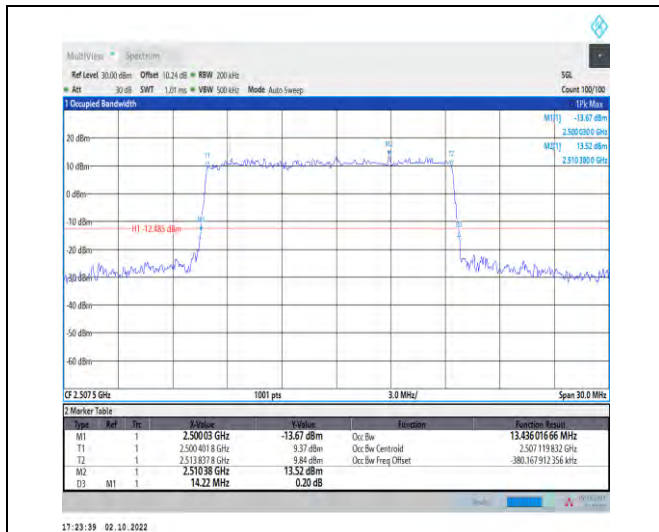 MultiView Spectrum
Ref Level 30.00 dBm Offset 10.24 dB RBW 200 kHz SGL
Att 30 dB SWT 1.01 ms VBW 500 kHz Mode Auto Sweep Count 100/100
1 Occupied Bandwidth 1Pk Max
M1[1] -13.67 dBm
2.500 030 0 GHz
M2[1] 13.52 dBm
2.510 380 0 GHz
20 dBm
M2
T1 T2
10 dBm
0 dBm
M1
-10 dBm
H1 -12.485 dBm
D3
-20 dBm
-30 dBm
-40 dBm
-50 dBm
-60 dBm
CF 2.507 5 GHz 1001 pts 3.0 MHz/ Span 30.0 MHz
2 Marker Table
Type Ref Trc X-Value Y-Value Function Function Result
M1 1 2.500 03 GHz -13.67 dBm Occ Bw 13.436 016 66 MHz
T1 1 2.500 401 8 GHz 9.37 dBm Occ Bw Centroid 2.507 119 832 GHz
T2 1 2.513 837 8 GHz 9.84 dBm Occ Bw Freq Offset -380.167 912 356 kHz
M2 1 2.510 38 GHz 13.52 dBm
D3 M1 1 14.22 MHz 0.20 dB
17:23:39 02.10.2022